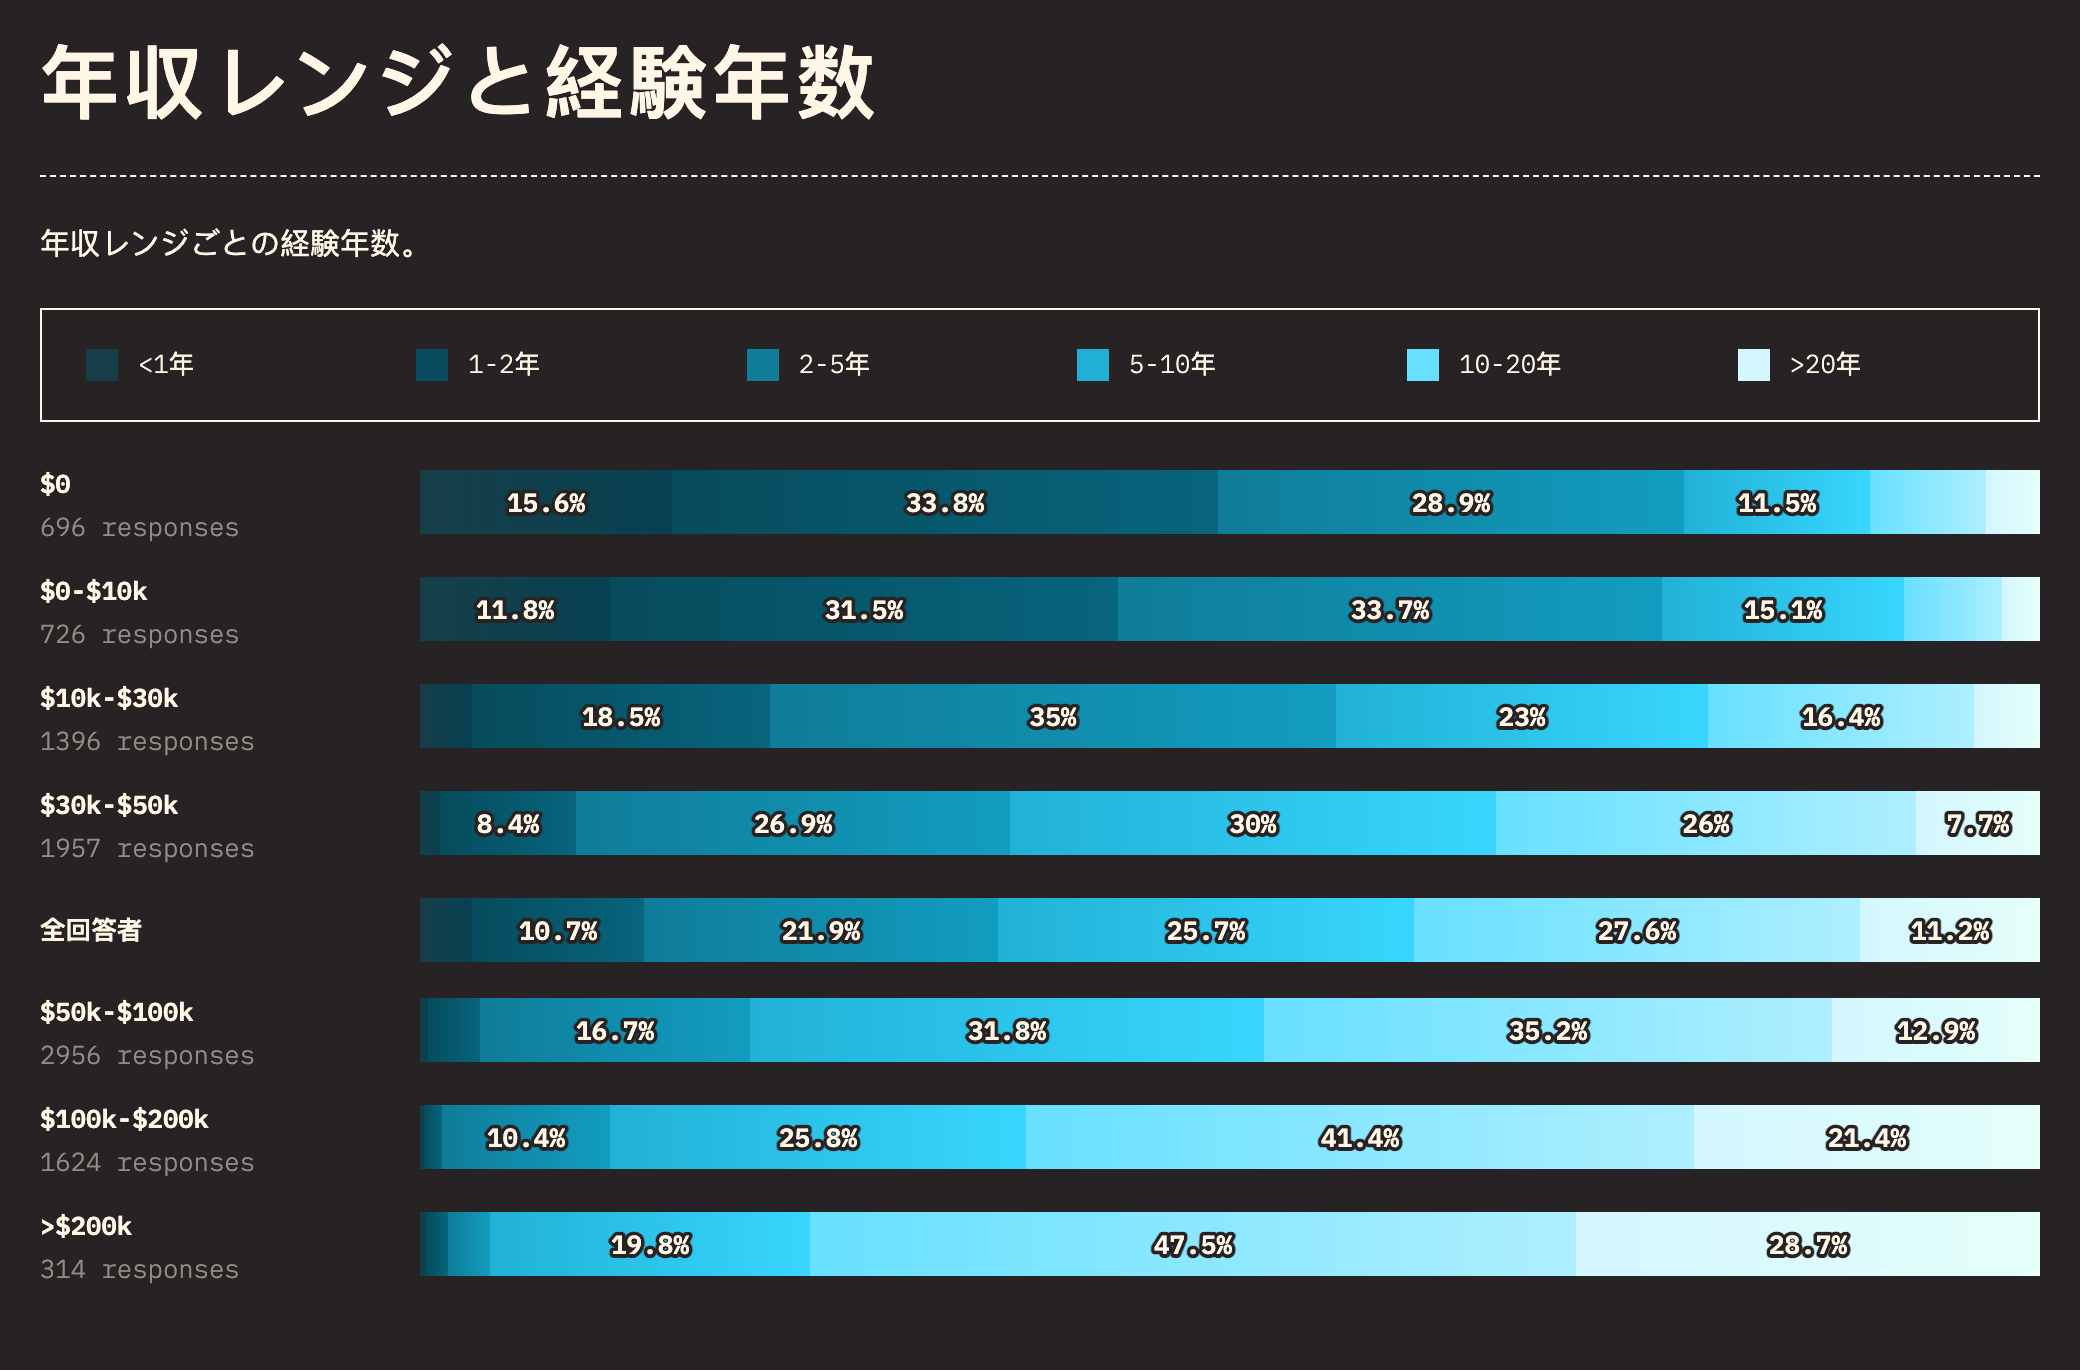 年収レンジと経験年数
年収レンジごとの経験年数。
<1年 1-2年 2-5年 5-10年 10-20年 >20年
$0
15.6% 33.8% 28.9% 11.5%
696 responses
$0-$10k
11.8% 31.5% 33.7% 15.1%
726 responses
$10k-$30k
18.5% 35% 23% 16.4%
1396 responses
$30k-$50k
8.4% 26.9% 30% 26% 7.7%
1957 responses
全回答者 10.7% 21.9% 25.7% 27.6% 11.2%
$50k-$100k
16.7% 31.8% 35.2% 12.9%
2956 responses
$100k-$200k
10.4% 25.8% 41.4% 21.4%
1624 responses
>$200k
19.8% 47.5% 28.7%
314 responses